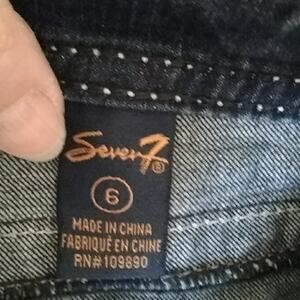 Seven7®
6
MADE IN CHINA
FABRIQUÉ EN CHINE
RN#109890